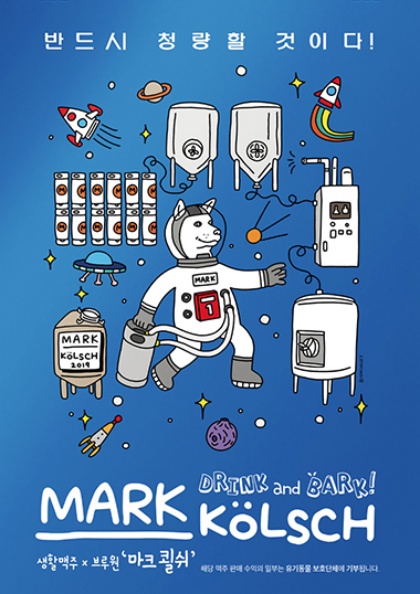 반드시 청량할 것이다!
MARK
1
MARK
KÖLSCH
2019
DRINK and BARK!
MARK
KÖLSCH
생활맥주 × 브루원 '마크 쾰쉬'
해당 맥주 판매 수익의 일부는 유기동물 보호단체에 기부됩니다.